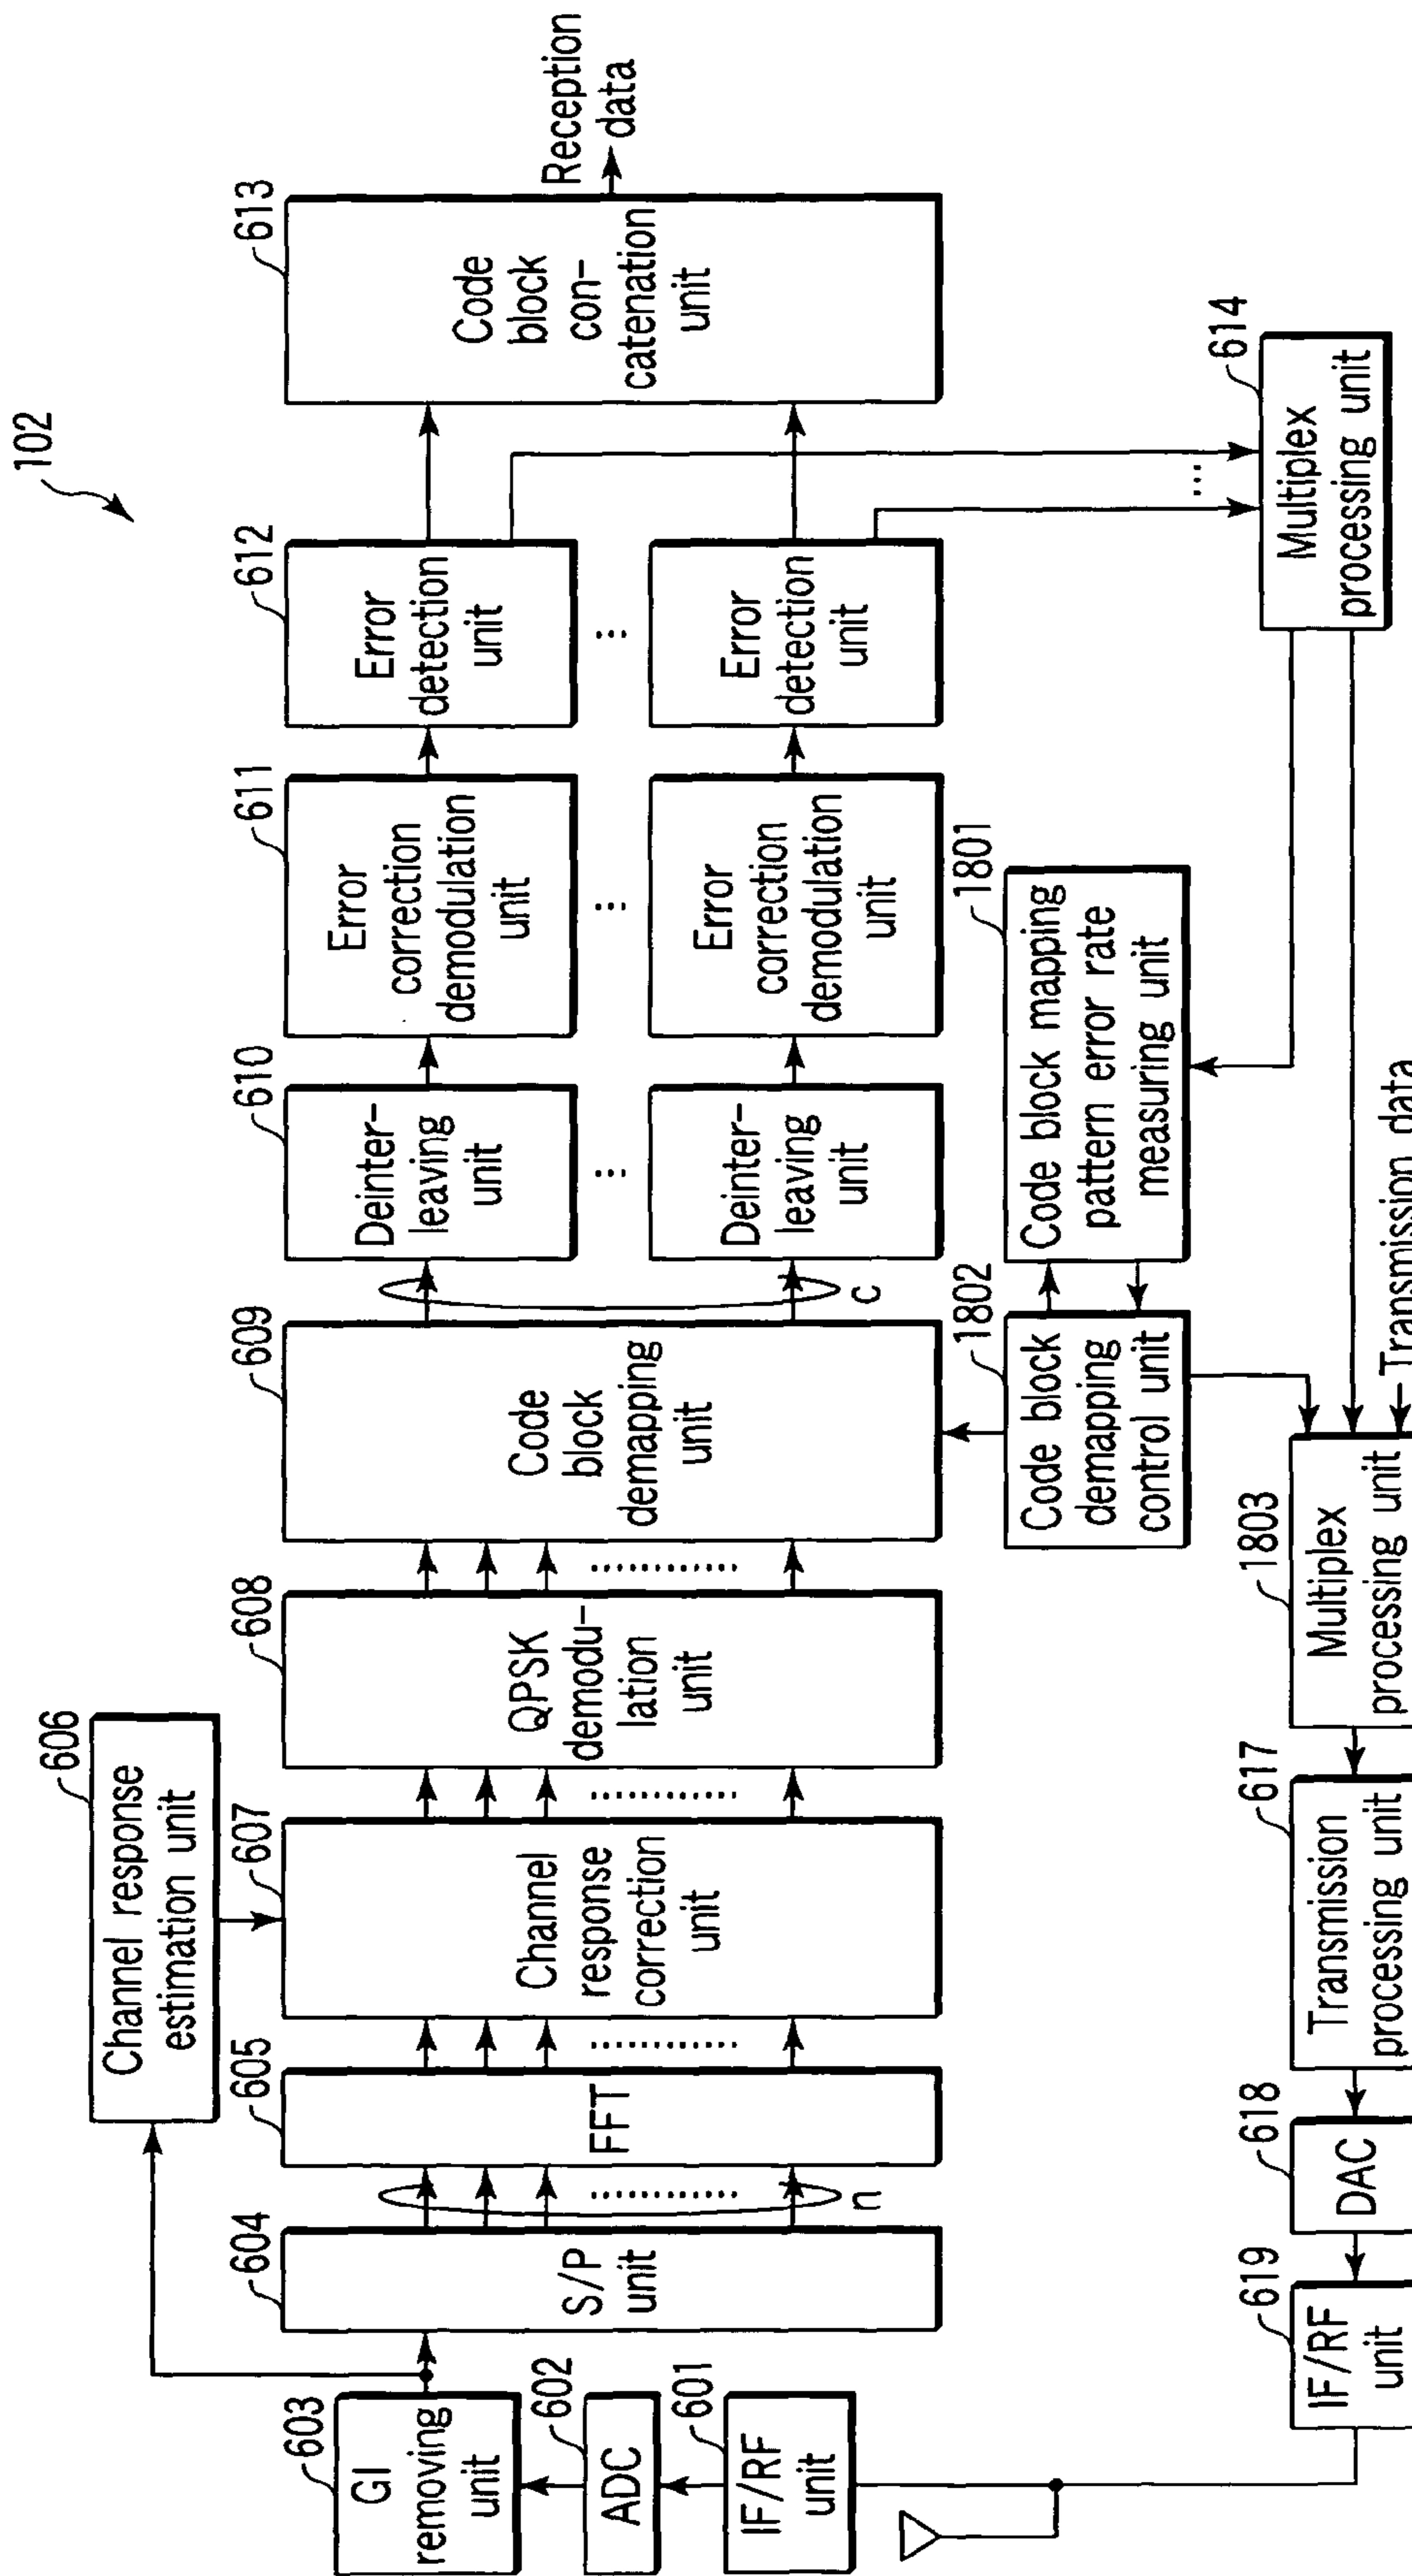 102
606
Channel response
estimation unit
603
GI
removing
unit
602
ADC
601
IF/RF
unit
604
S/P
unit
n
605
FFT
607
Channel
response
correction
unit
608
QPSK
demodu-
lation
unit
609
Code
block
demapping
unit
c
610
Deinter-
leaving
unit
...
Deinter-
leaving
unit
611
Error
correction
demodulation
unit
...
Error
correction
demodulation
unit
612
Error
detection
unit
...
Error
detection
unit
613
Code
block
con-
catenation
unit
Reception
data
1802
Code block
demapping
control unit
1801
Code block mapping
pattern error rate
measuring unit
...
614
Multiplex
processing unit
619
IF/RF
unit
618
DAC
617
Transmission
processing unit
1803
Multiplex
processing unit
Transmission data